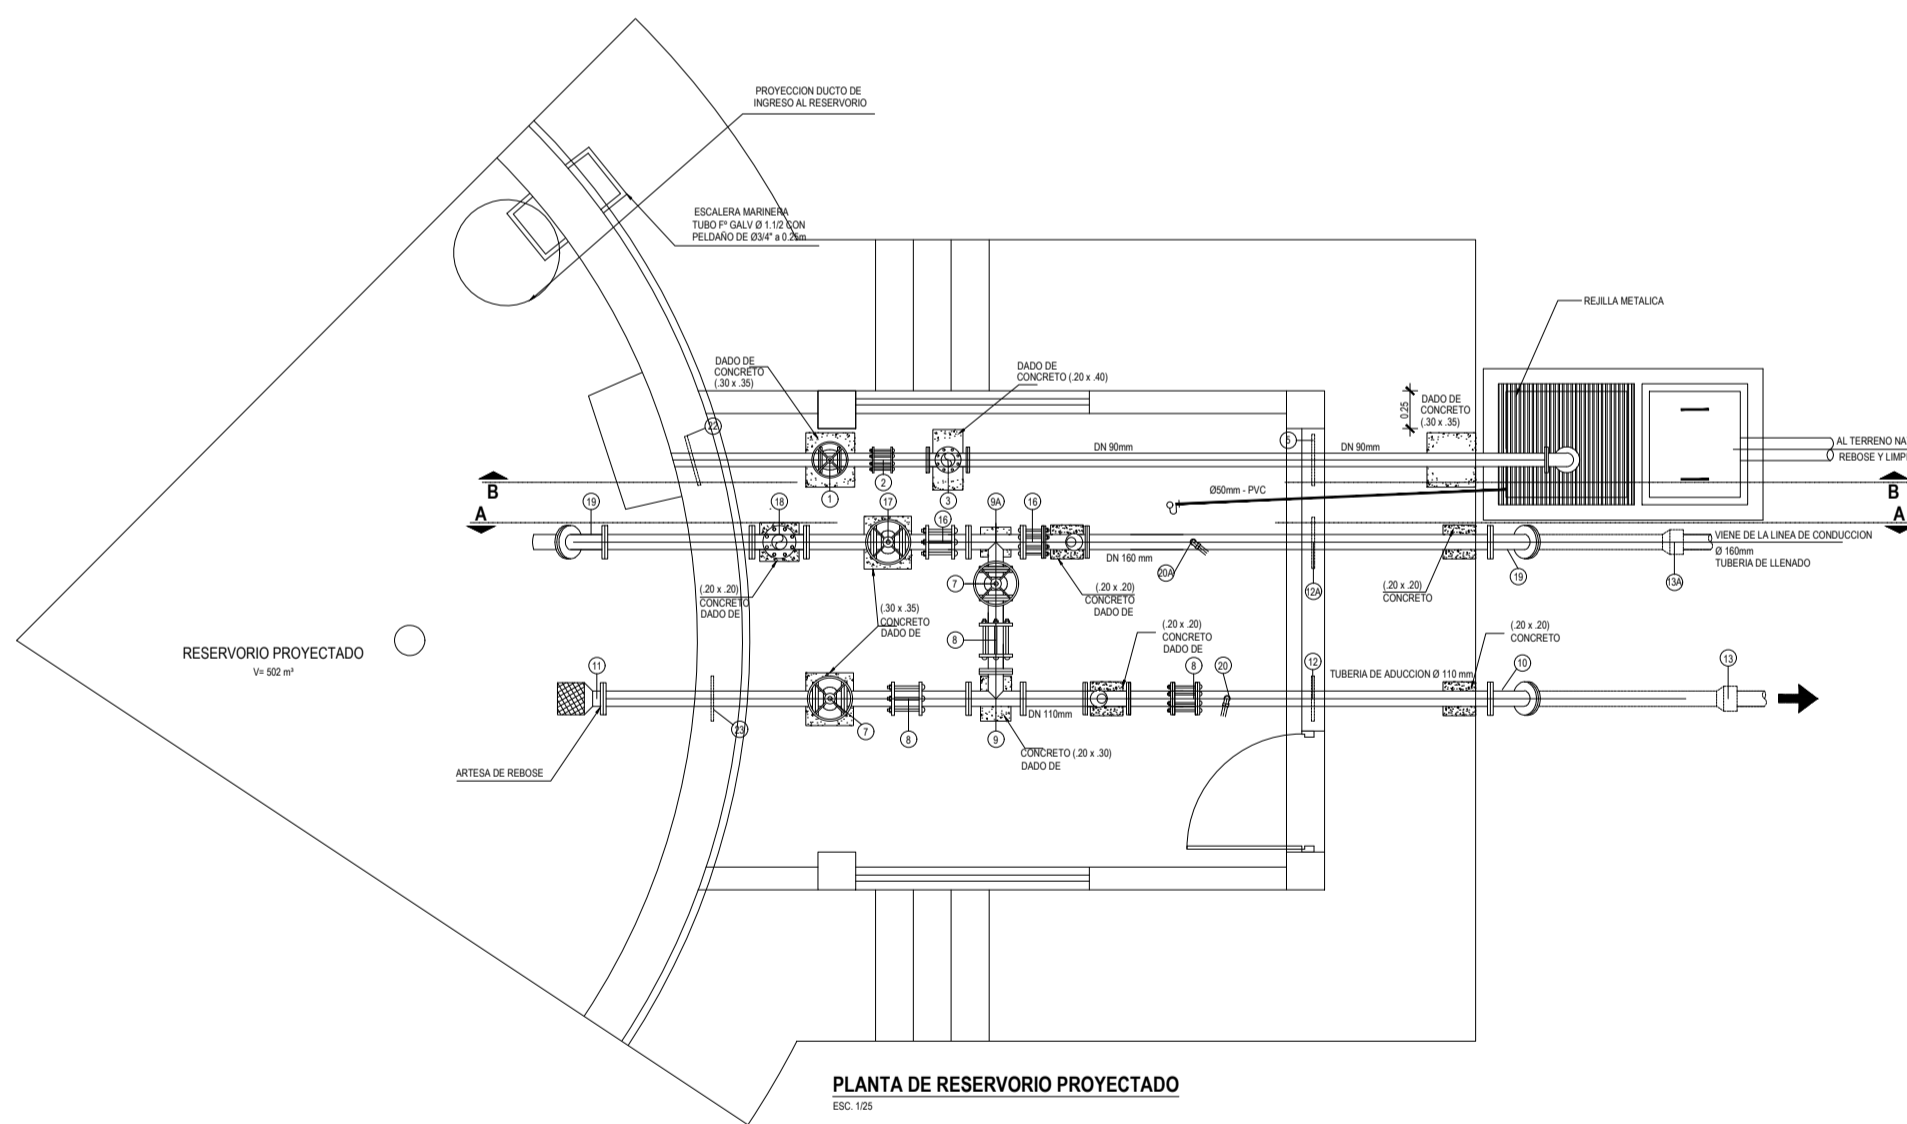 PROYECCION DUCTO DE
INGRESO AL RESERVORIO
ESCALERA MARINERA
TUBO Fº GALV Ø 1.1/2 CON
PELDAÑO DE Ø3/4" a 0.25m
REJILLA METALICA
DADO DE
CONCRETO
(.30 x .35)
DADO DE
CONCRETO (.20 x .40)
0.25
DADO DE
CONCRETO
(.30 x .35)
22
5
DN 90mm
DN 90mm
AL TERRENO NA
REBOSE Y LIMP
B
1
2
3
Ø50mm - PVC
B
A
19
18
17
16
9A
16
A
DN 160 mm
20A
12A
VIENE DE LA LINEA DE CONDUCCION
Ø 160mm
TUBERIA DE LLENADO
19
13A
7
(.20 x .20)
CONCRETO
DADO DE
(.30 x .35)
CONCRETO
DADO DE
(.20 x .20)
CONCRETO
DADO DE
(.20 x .20)
CONCRETO
8
(.20 x .20)
CONCRETO
DADO DE
(.20 x .20)
CONCRETO
RESERVORIO PROYECTADO
V= 502 m³
11
8
20
12
TUBERIA DE ADUCCION Ø 110 mm
10
13
DN 110mm
23
7
8
9
CONCRETO (.20 x .30)
DADO DE
ARTESA DE REBOSE
PLANTA DE RESERVORIO PROYECTADO
ESC. 1/25